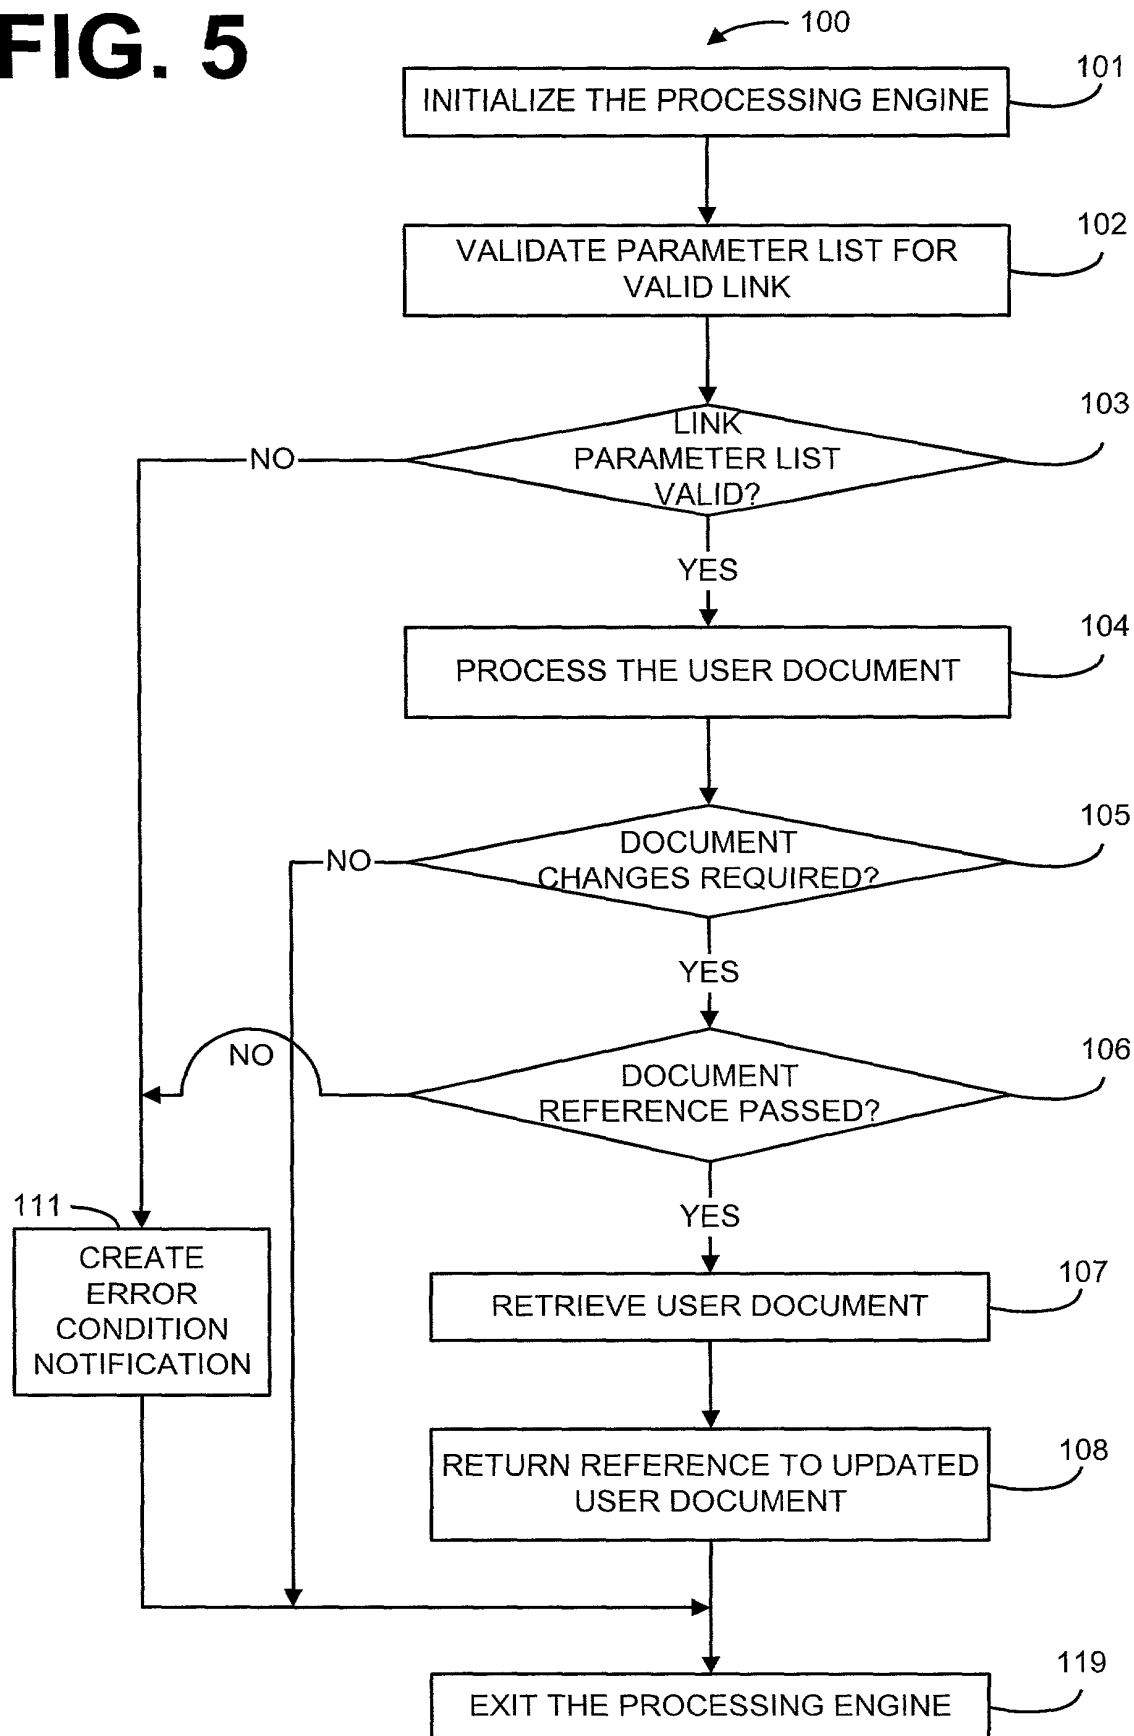 FIG. 5
100
INITIALIZE THE PROCESSING ENGINE
101
VALIDATE PARAMETER LIST FOR
VALID LINK
102
LINK
PARAMETER LIST
VALID?
103
NO
YES
PROCESS THE USER DOCUMENT
104
DOCUMENT
CHANGES REQUIRED?
105
NO
YES
DOCUMENT
REFERENCE PASSED?
106
NO
YES
111
CREATE
ERROR
CONDITION
NOTIFICATION
RETRIEVE USER DOCUMENT
107
RETURN REFERENCE TO UPDATED
USER DOCUMENT
108
EXIT THE PROCESSING ENGINE
119